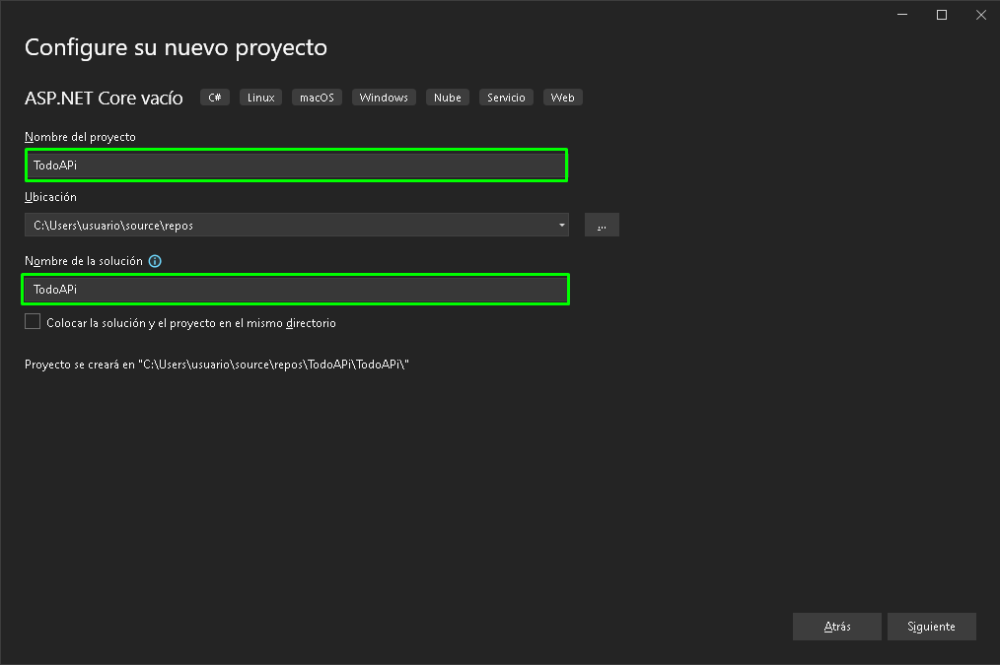 Configure su nuevo proyecto
ASP.NET Core vacío C# Linux macOS Windows Nube Servicio Web
Nombre del proyecto
TodoAPi
Ubicación
C:\Users\usuario\source\repos
...
Nombre de la solución
TodoAPi
Colocar la solución y el proyecto en el mismo directorio
Proyecto se creará en "C:\Users\usuario\source\repos\TodoAPi\TodoAPi\"
Atrás Siguiente